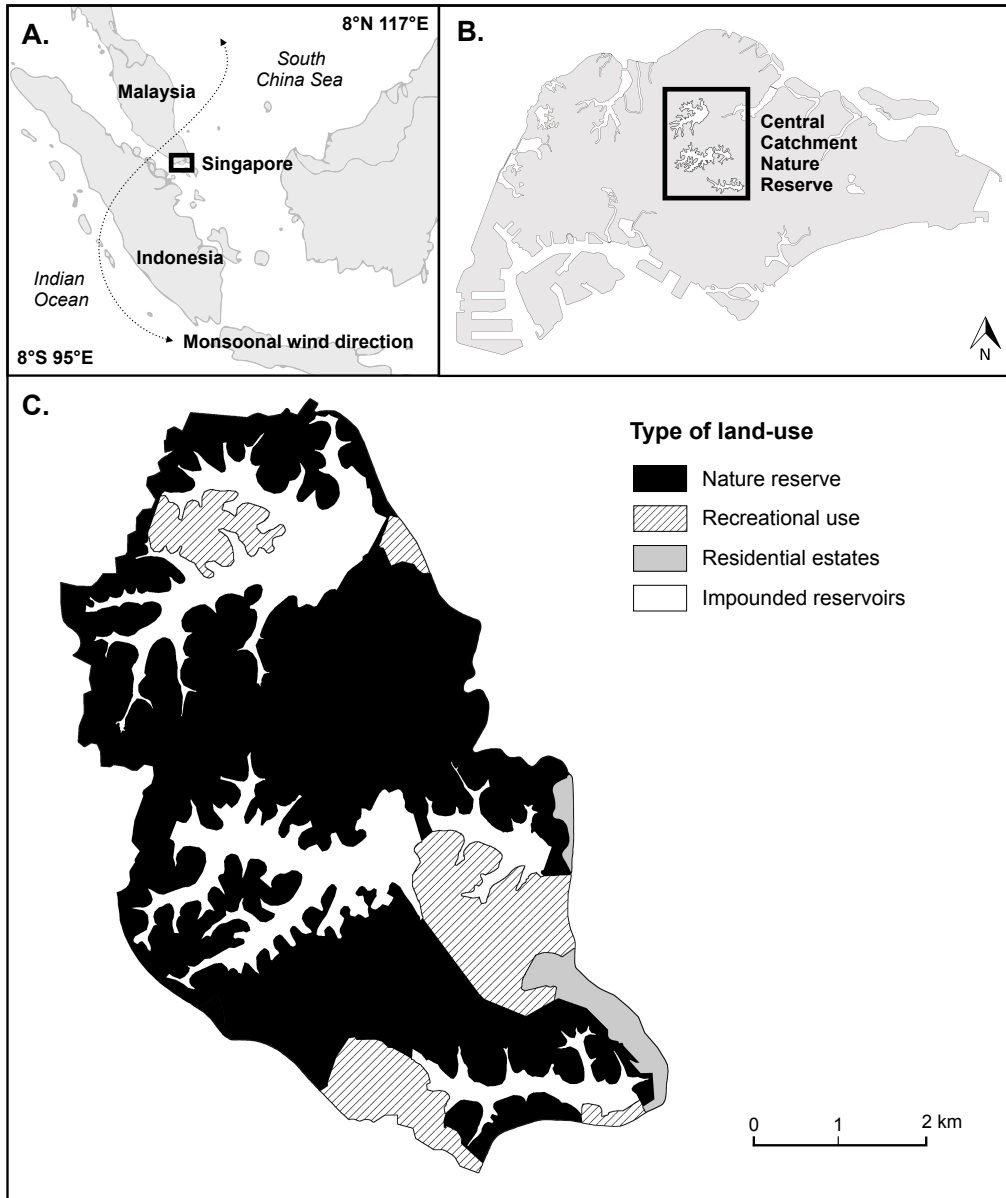 A.
8°N 117°E
South
China Sea
Malaysia
Singapore
Indonesia
Indian
Ocean
Monsoonal wind direction
8°S 95°E
B.
Central
Catchment
Nature
Reserve
N
C.
Type of land-use
Nature reserve
Recreational use
Residential estates
Impounded reservoirs
0 1 2 km